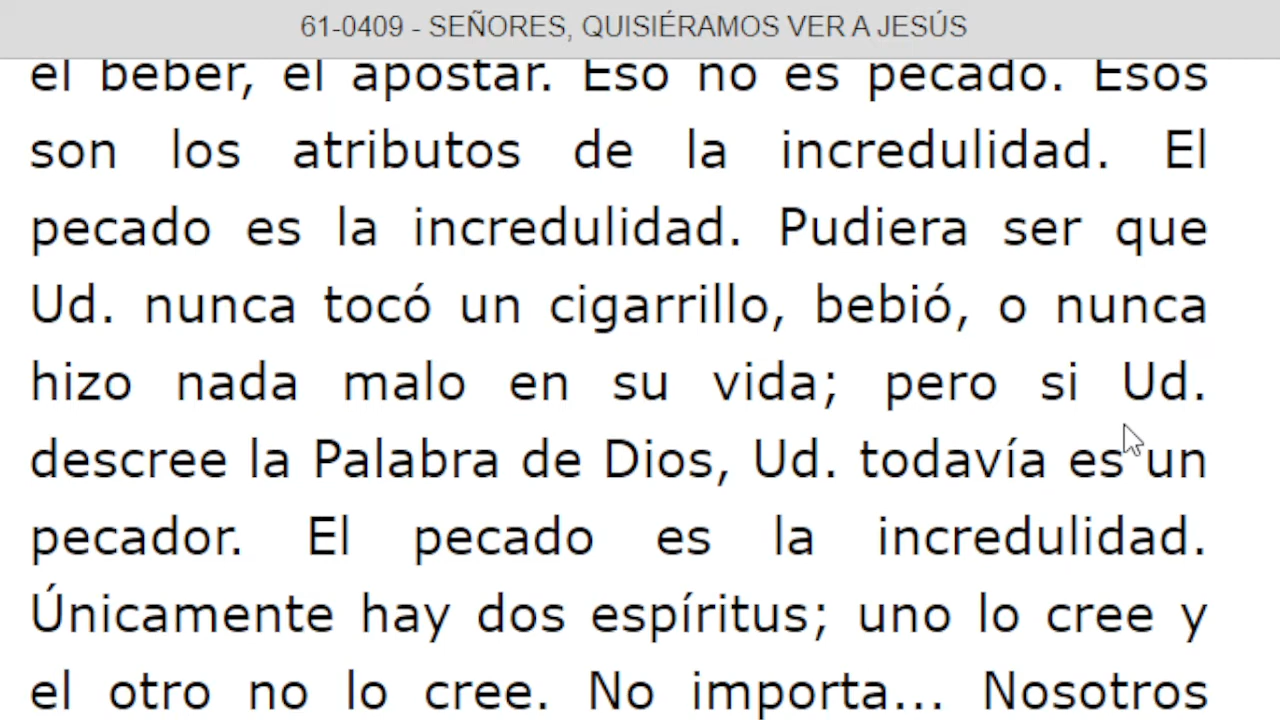 61-0409 - SEÑORES, QUISIÉRAMOS VER A JESÚS
el beber, el apostar. Eso no es pecado. Esos
son los atributos de la incredulidad. El
pecado es la incredulidad. Pudiera ser que
Ud. nunca tocó un cigarrillo, bebió, o nunca
hizo nada malo en su vida; pero si Ud.
descree la Palabra de Dios, Ud. todavía es un
pecador. El pecado es la incredulidad.
Únicamente hay dos espíritus; uno lo cree y
el otro no lo cree. No importa... Nosotros